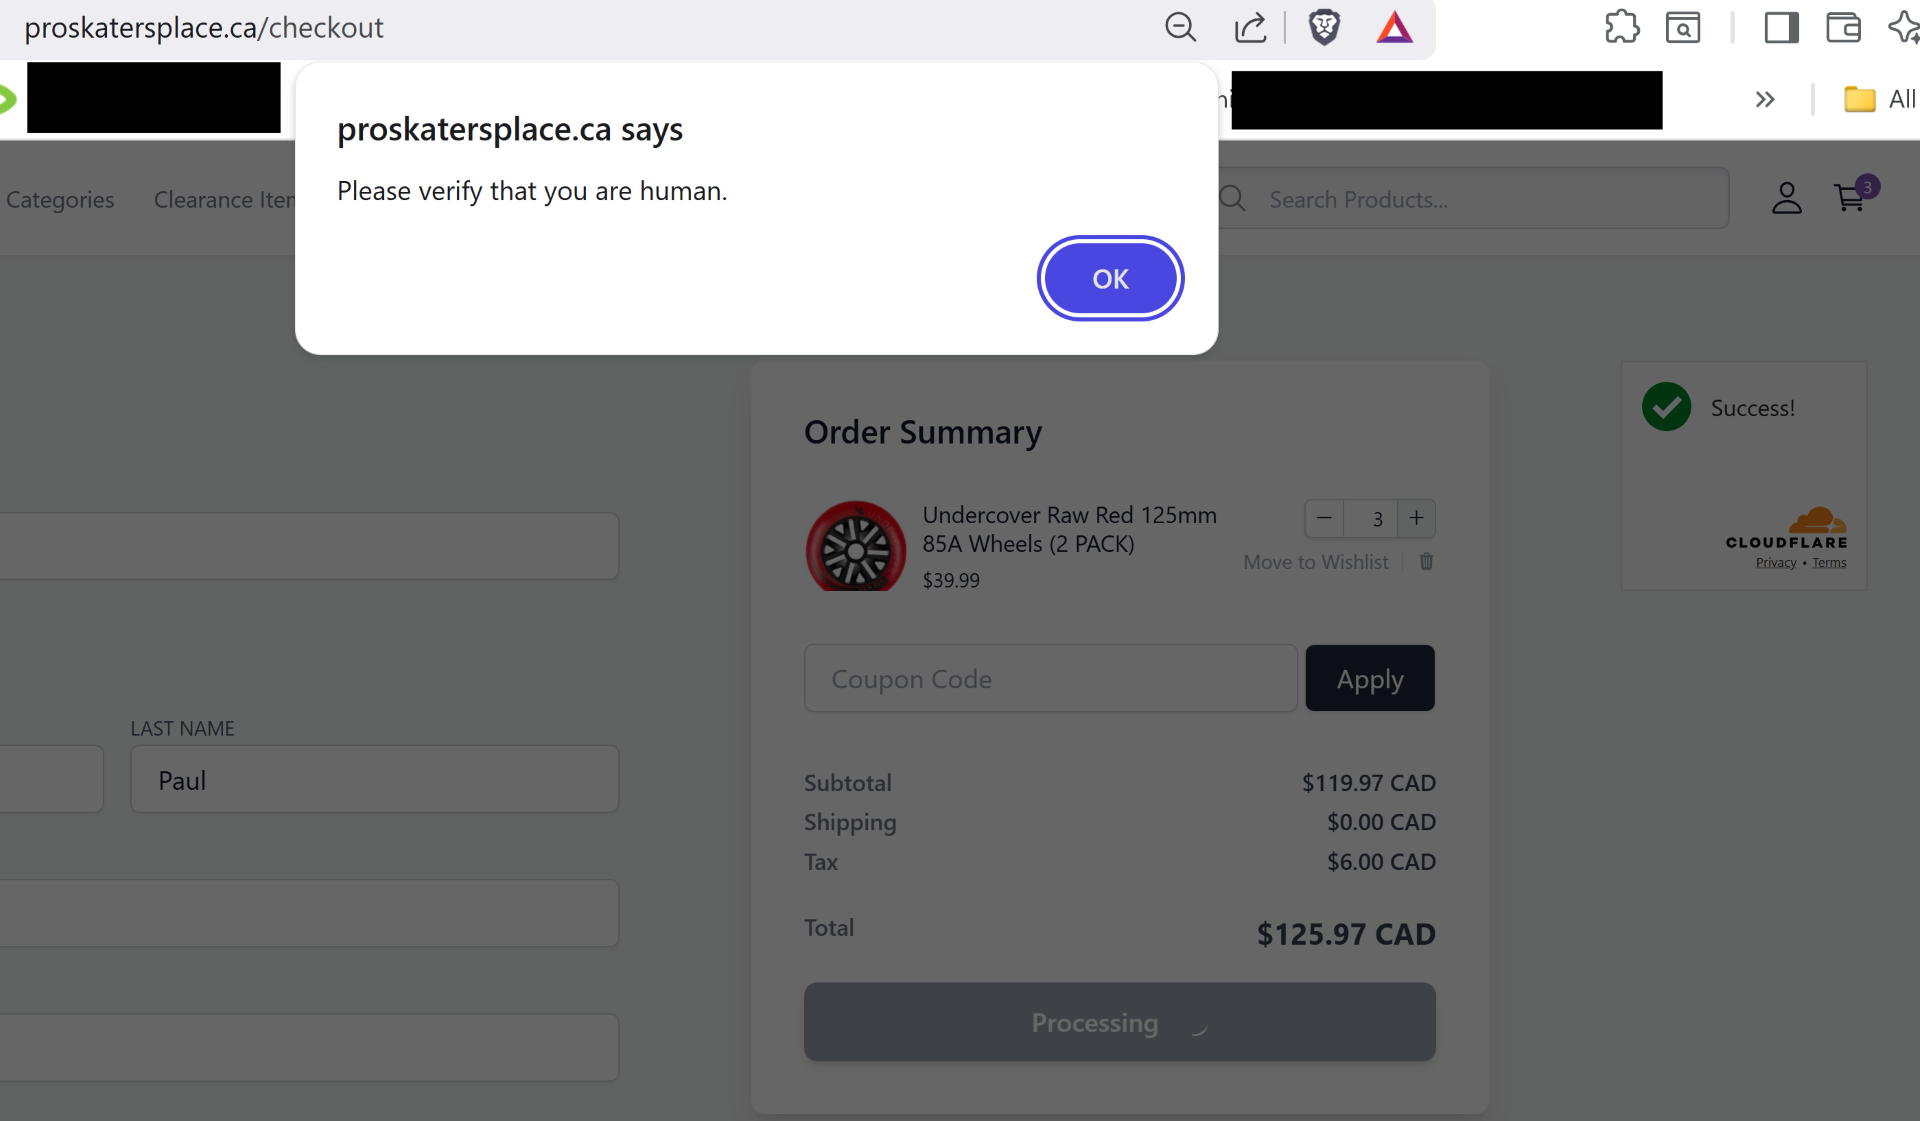 proskatersplace.ca/checkout
All
proskatersplace.ca says
Please verify that you are human.
OK
Categories
Clearance Iten
Search Products...
3
Order Summary
Undercover Raw Red 125mm
85A Wheels (2 PACK)
$39.99
− 3 +
Move to Wishlist
Success!
CLOUDFLARE
Privacy • Terms
Coupon Code
Apply
LAST NAME
Paul
Subtotal $119.97 CAD
Shipping $0.00 CAD
Tax $6.00 CAD
Total $125.97 CAD
Processing